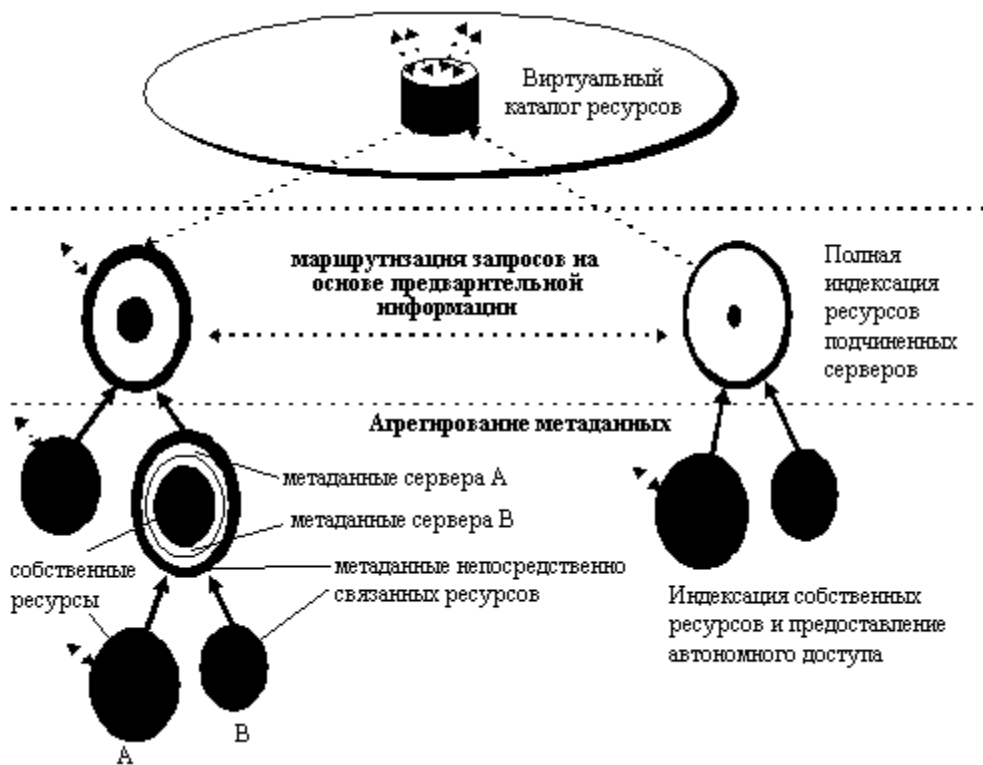 Виртуальный
каталог ресурсов
маршрутизация запросов на
основе предварительной
информации
Полная
индексация
ресурсов
подчиненных
серверов
Агрегирование метаданных
метаданные сервера А
метаданные сервера В
собственные
ресурсы
метаданные непосредственно
связанных ресурсов
Индексация собственных
ресурсов и предоставление
автономного доступа
А
В